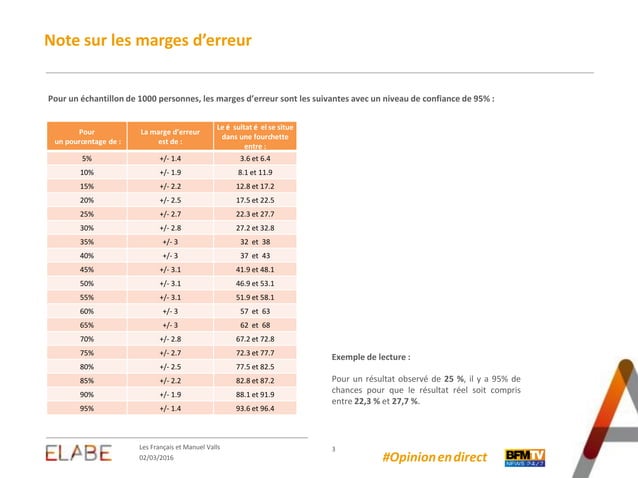 Note sur les marges d'erreur
Pour un échantillon de 1000 personnes, les marges d'erreur sont les suivantes avec un niveau de confiance de 95% :
Pour
un pourcentage de :
La marge d'erreur
est de :
Le é sultat é el se situe
dans une fourchette
entre :
5% +/- 1.4 3.6 et 6.4
10% +/- 1.9 8.1 et 11.9
15% +/- 2.2 12.8 et 17.2
20% +/- 2.5 17.5 et 22.5
25% +/- 2.7 22.3 et 27.7
30% +/- 2.8 27.2 et 32.8
35% +/- 3 32 et 38
40% +/- 3 37 et 43
45% +/- 3.1 41.9 et 48.1
50% +/- 3.1 46.9 et 53.1
55% +/- 3.1 51.9 et 58.1
60% +/- 3 57 et 63
65% +/- 3 62 et 68
70% +/- 2.8 67.2 et 72.8
75% +/- 2.7 72.3 et 77.7
80% +/- 2.5 77.5 et 82.5
85% +/- 2.2 82.8 et 87.2
90% +/- 1.9 88.1 et 91.9
95% +/- 1.4 93.6 et 96.4
Exemple de lecture :
Pour un résultat observé de 25 %, il y a 95% de
chances pour que le résultat réel soit compris
entre 22,3 % et 27,7 %.
ELABE
Les Français et Manuel Valls
02/03/2016
3
#Opinion en direct
BFMTV
NEWS 24/7